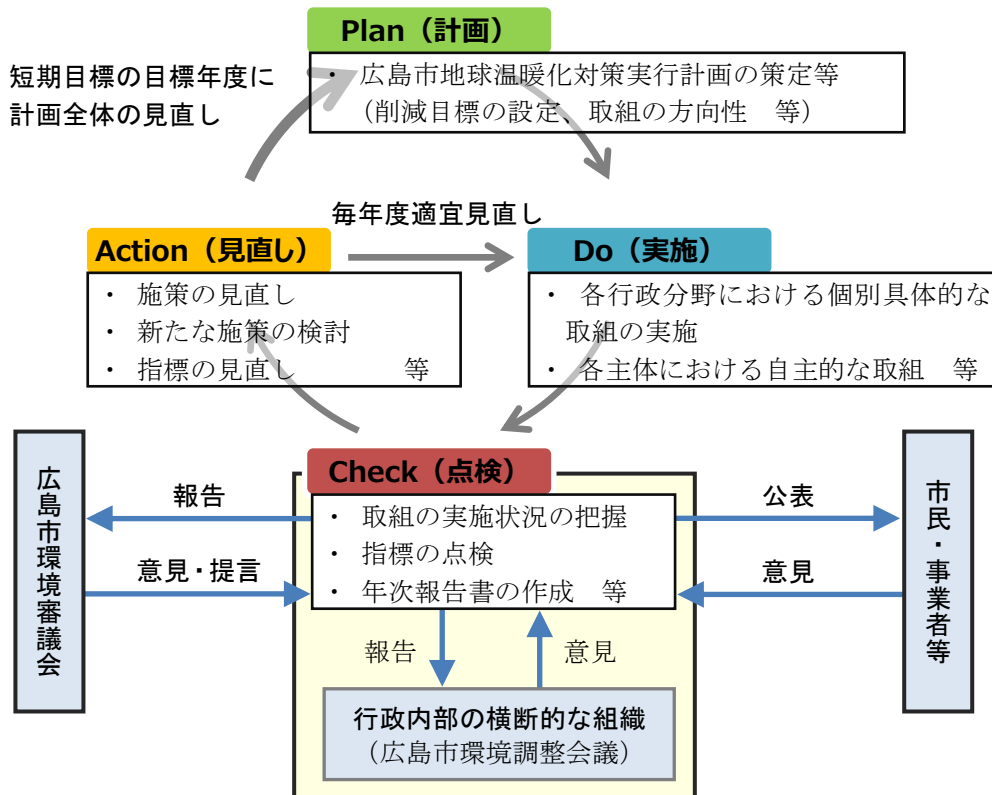 Plan（計画）
・ 広島市地球温暖化対策実行計画の策定等
（削減目標の設定、取組の方向性　等）
短期目標の目標年度に
計画全体の見直し
毎年度適宜見直し
Action（見直し）
・ 施策の見直し
・ 新たな施策の検討
・ 指標の見直し　　　　等
Do（実施）
・ 各行政分野における個別具体的な
取組の実施
・ 各主体における自主的な取組　等
Check（点検）
・ 取組の実施状況の把握
・ 指標の点検
・ 年次報告書の作成　等
広島市環境審議会
報告
意見・提言
公表
意見
市民・事業者等
報告
意見
行政内部の横断的な組織
（広島市環境調整会議）